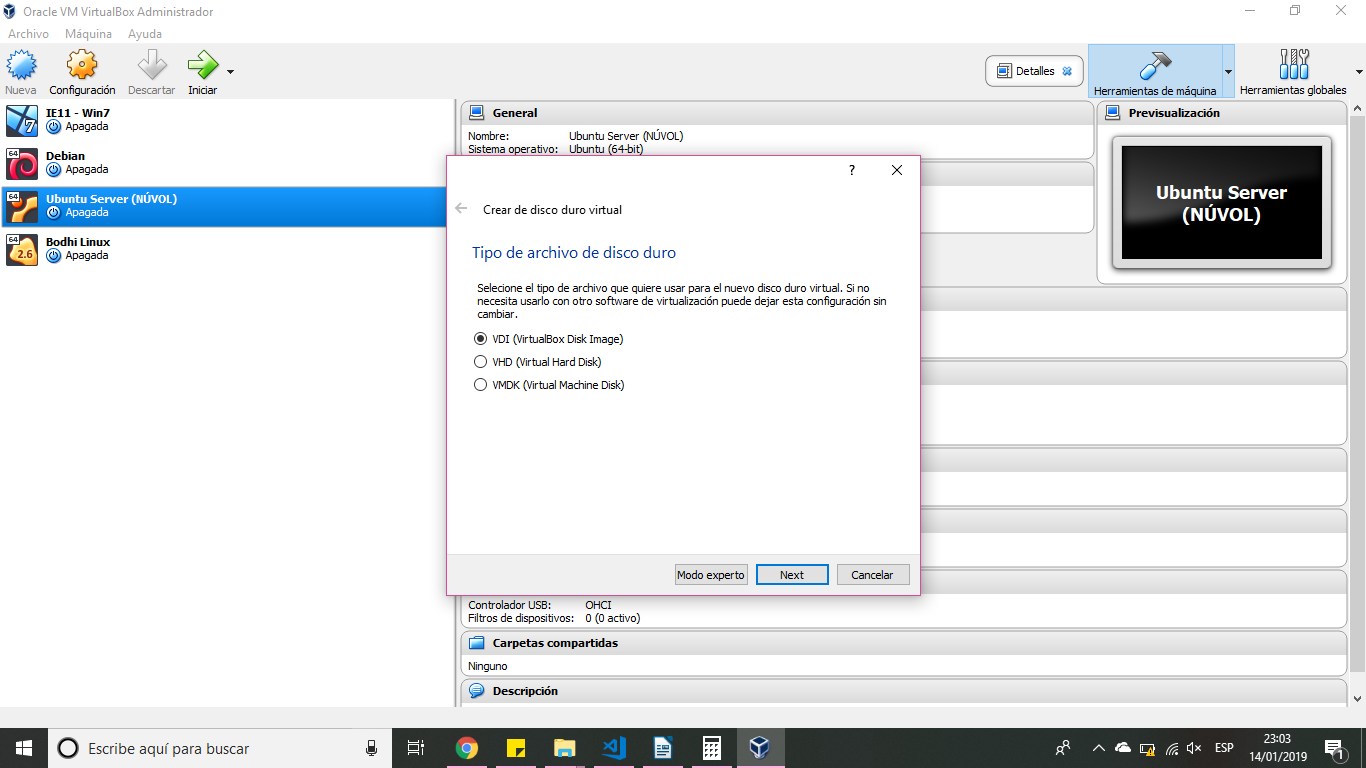 Oracle VM VirtualBox Administrador
Archivo Máquina Ayuda
Nueva Configuración Descartar Iniciar
Detalles Herramientas de máquina Herramientas globales
IE11 - Win7
Apagada
64
Debian
Apagada
64
Ubuntu Server (NÚVOL)
Apagada
64
2.6
Bodhi Linux
Apagada
General
Nombre: Ubuntu Server (NÚVOL)
Sistema operativo: Ubuntu (64-bit)
Previsualización
Ubuntu Server
(NÚVOL)
?
Crear de disco duro virtual
Tipo de archivo de disco duro
Selecione el tipo de archivo que quiere usar para el nuevo disco duro virtual. Si no
necesita usarlo con otro software de virtualización puede dejar esta configuración sin
cambiar.
VDI (VirtualBox Disk Image)
VHD (Virtual Hard Disk)
VMDK (Virtual Machine Disk)
Modo experto Next Cancelar
Controlador USB: OHCI
Filtros de dispositivos: 0 (0 activo)
Carpetas compartidas
Ninguno
Descripción
Escribe aquí para buscar
ESP
23:03
14/01/2019
1